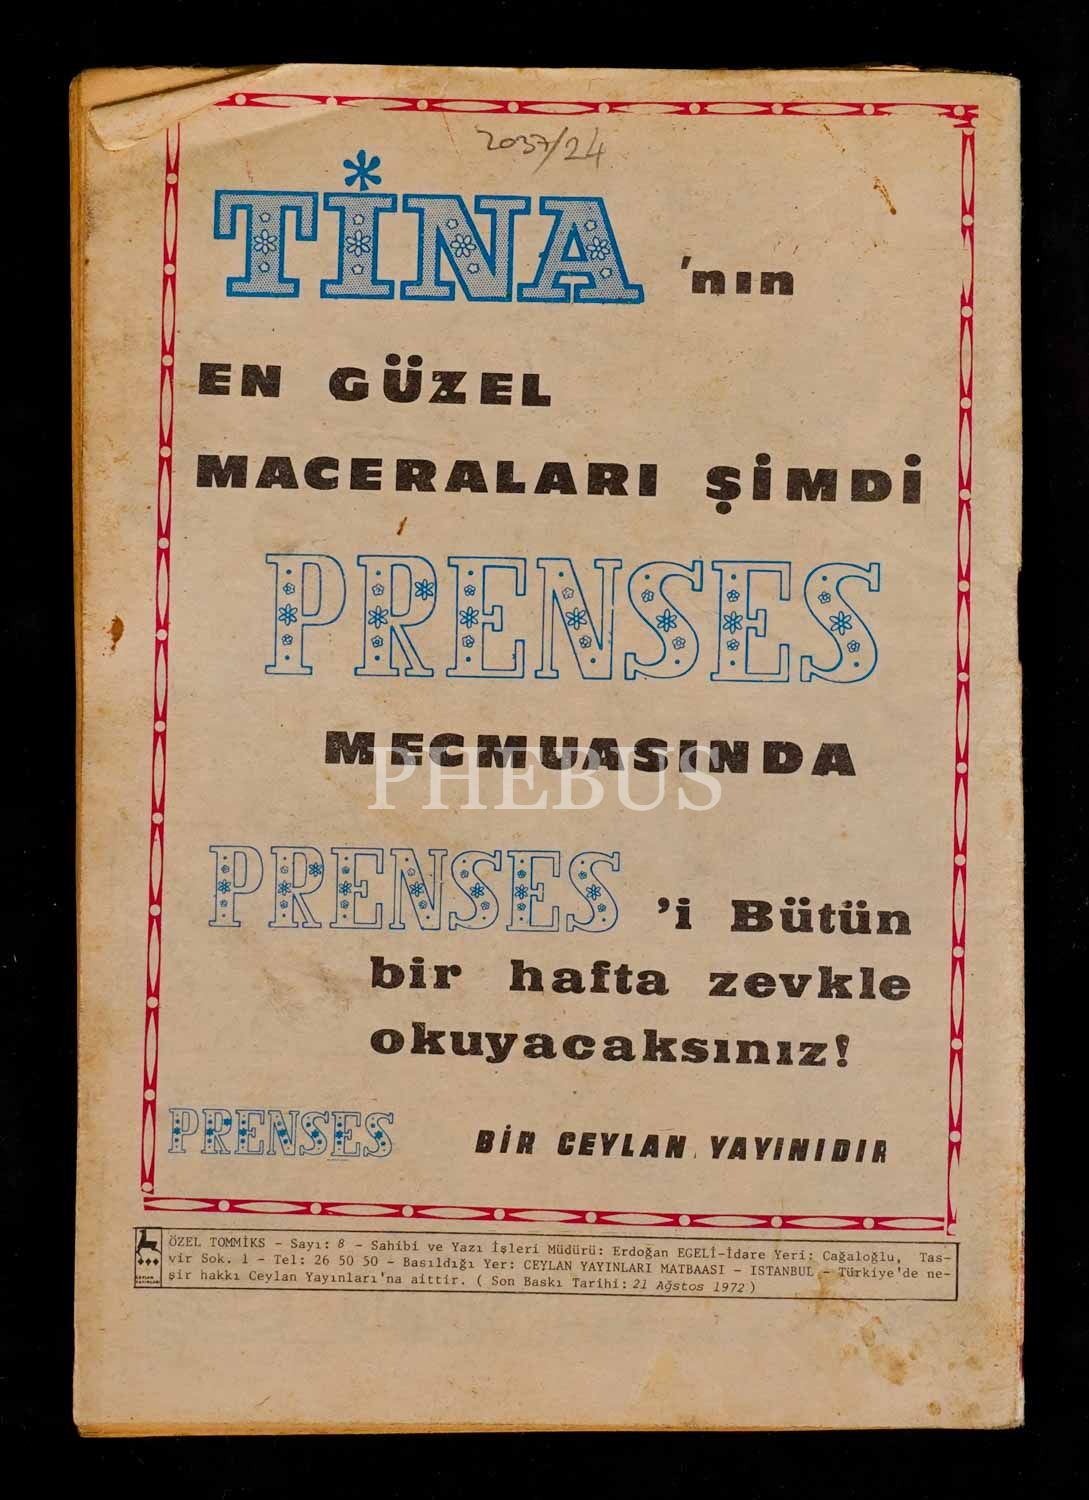 2037/24
TİNA 'nın
EN GÜZEL
MACERALARI ŞİMDİ
PRENSES
MECMUASINDA
PHEBUS
PRENSES 'i Bütün
bir hafta zevkle
okuyacaksınız!
PRENSES BİR CEYLAN YAYINIDIR
ÖZEL TOMMİKS - Sayı: 8 - Sahibi ve Yazı İşleri Müdürü: Erdoğan EGELİ-İdare Yeri: Cağaloğlu, Tas-
vir Sok. 1 - Tel: 26 50 50 - Basıldığı Yer: CEYLAN YAYINLARI MATBAASI - ISTANBUL - Türkiye'de ne-
şir hakkı Ceylan Yayınları'na aittir. ( Son Baskı Tarihi: 21 Ağstos 1972 )
CEYLAN
YAYINLARI